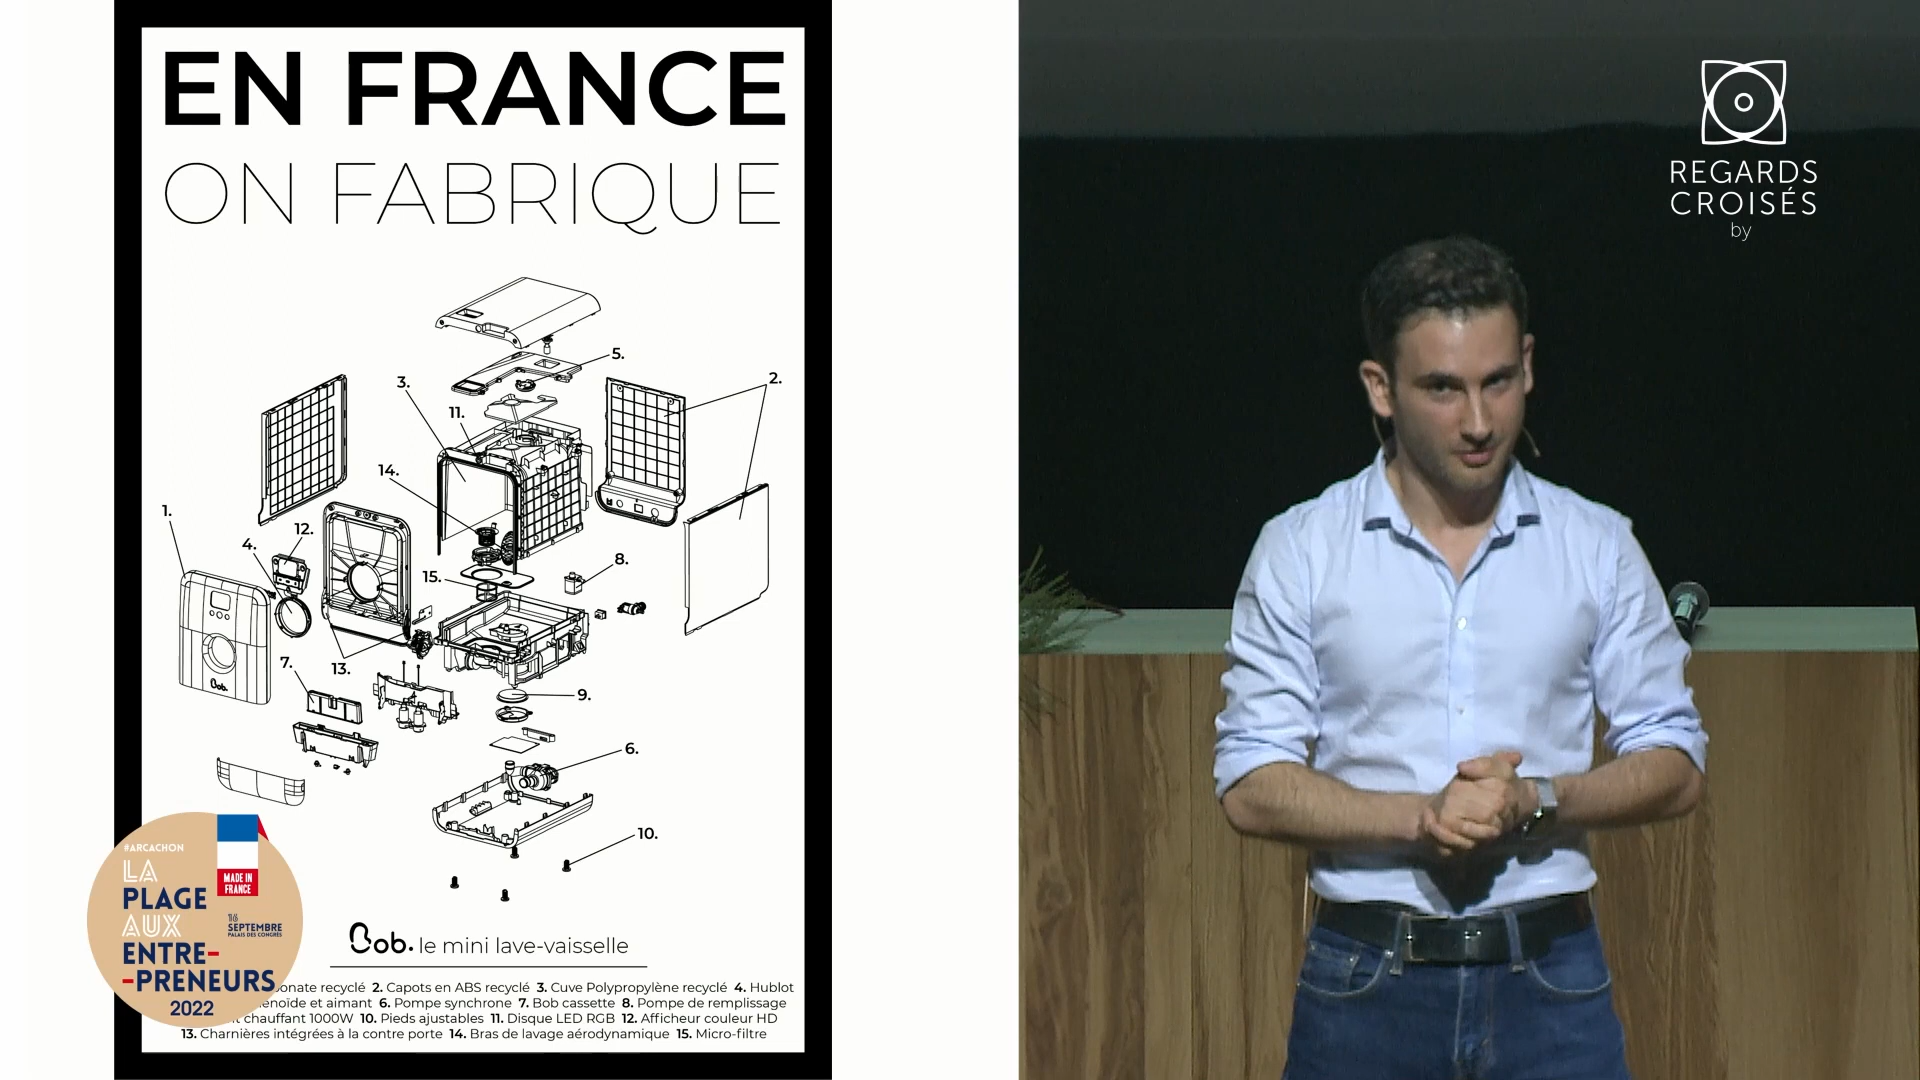 EN FRANCE
ON FABRIQUE
5.
2.
3.
11.
14.
1.
12.
4.
8.
15.
13.
7.
9.
6.
10.
Bob.
Bob. le mini lave-vaisselle
onate recyclé 2. Capots en ABS recyclé 3. Cuve Polypropylène recyclé 4. Hublot
et aimant 6. Pompe synchrone 7. Bob cassette 8. Pompe de remplissage
chauffant 1000W 10. Pieds ajustables 11. Disque LED RGB 12. Afficheur couleur HD
13. Charnières intégrées à la contre porte 14. Bras de lavage aérodynamique 15. Micro-filtre
#ARCACHON
LA
PLAGE
AUX
ENTRE-
-PRENEURS
2022
MADE IN
FRANCE
16
SEPTEMBRE
PALAIS DES CONGRÈS
REGARDS
CROISÉS
by